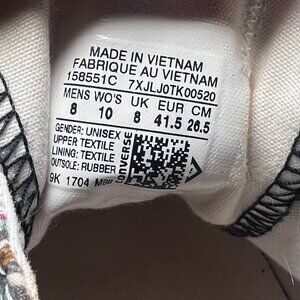 MADE IN VIETNAM
FABRIQUE AU VIETNAM
158551C 7XJLJ0TK00520
MENS WO'S UK EUR CM
8 10 8 41.5 26.5
GENDER: UNISEX
UPPER: TEXTILE
LINING: TEXTILE
OUTSOLE: RUBBER
CONVERSE
9K 1704 M98